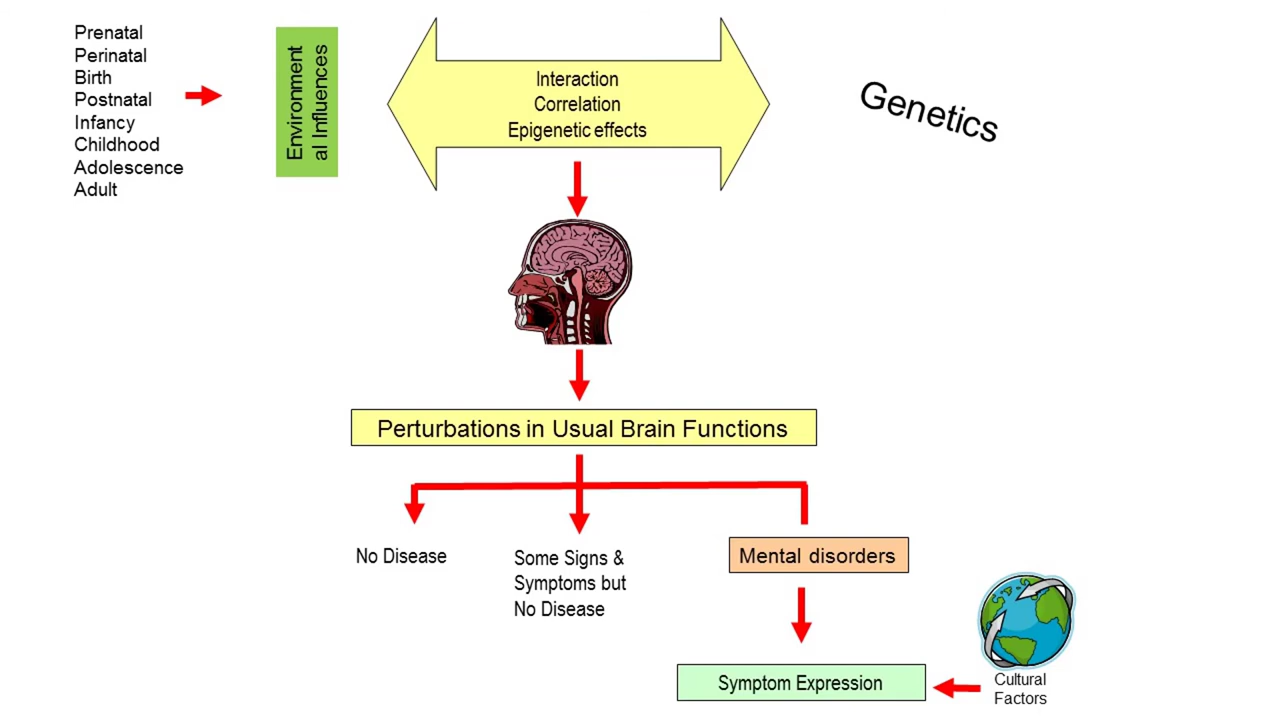 Prenatal
Perinatal
Birth
Postnatal
Infancy
Childhood
Adolescence
Adult
Environment
al Influences
Interaction
Correlation
Epigenetic effects
Genetics
Perturbations in Usual Brain Functions
No Disease
Some Signs &
Symptoms but
No Disease
Mental disorders
Symptom Expression
Cultural
Factors